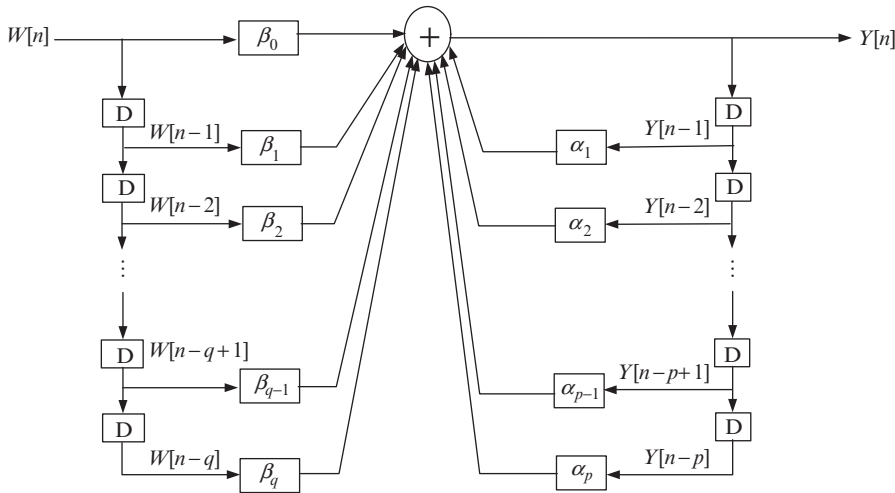 W[n] β₀ + Y[n]
D D
W[n−1] β₁ α₁ Y[n−1]
D D
W[n−2] β₂ α₂ Y[n−2]
⋮ ⋮
D W[n−q+1] D
β_{q−1} α_{p−1} Y[n−p+1]
D D
W[n−q] β_q α_p Y[n−p]